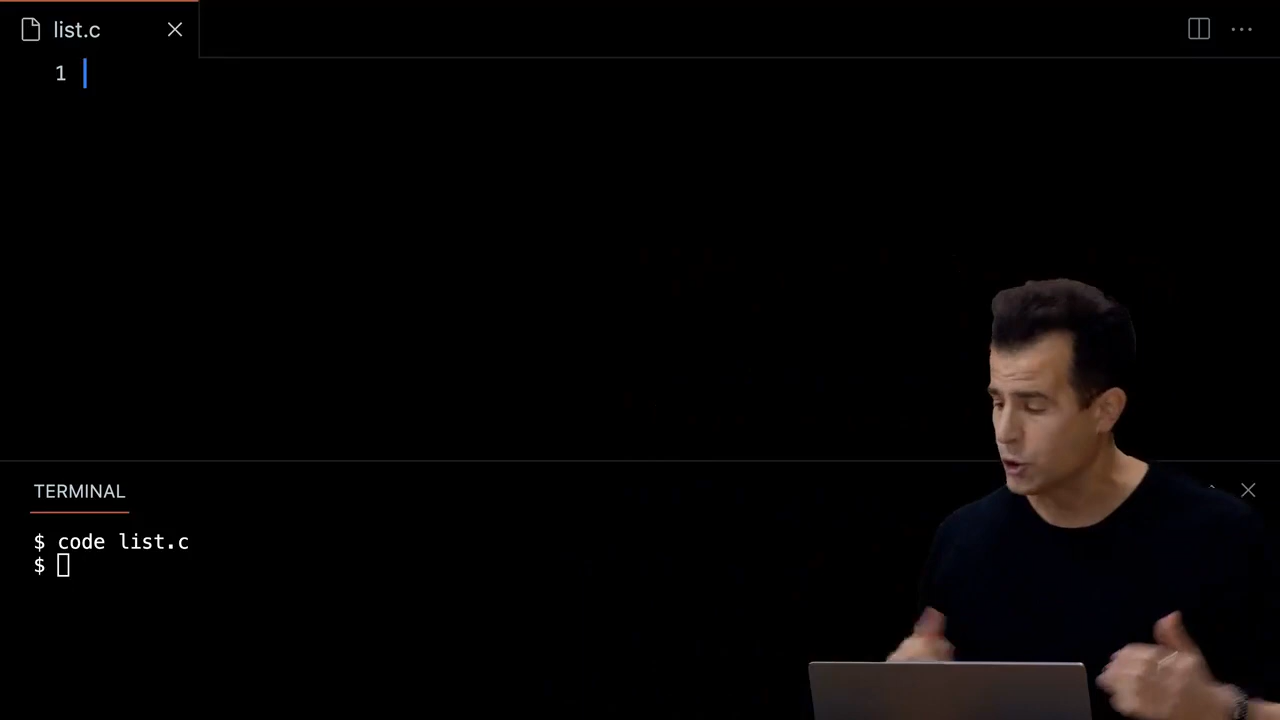 list.c
1
TERMINAL
$ code list.c
$